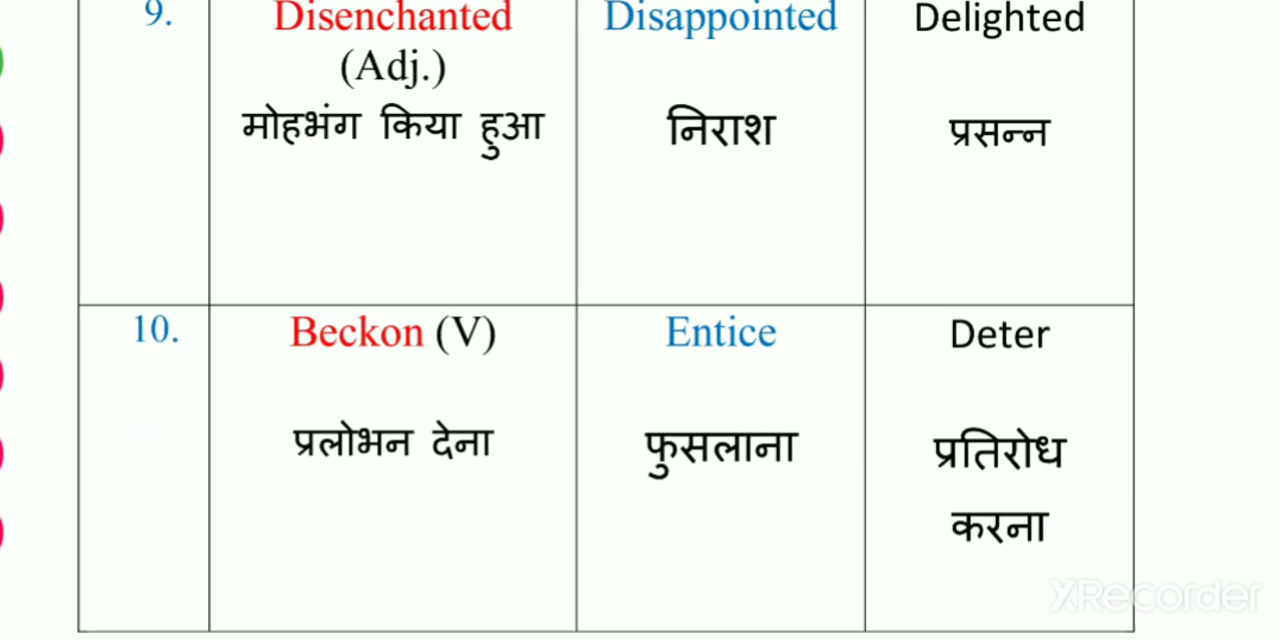 9.
Disenchanted
(Adj.)
मोहभंग किया हुआ
Disappointed
निराश
Delighted
प्रसन्न
10.
Beckon (V)
प्रलोभन देना
Entice
फुसलाना
Deter
प्रतिरोध
करना
XRecorder